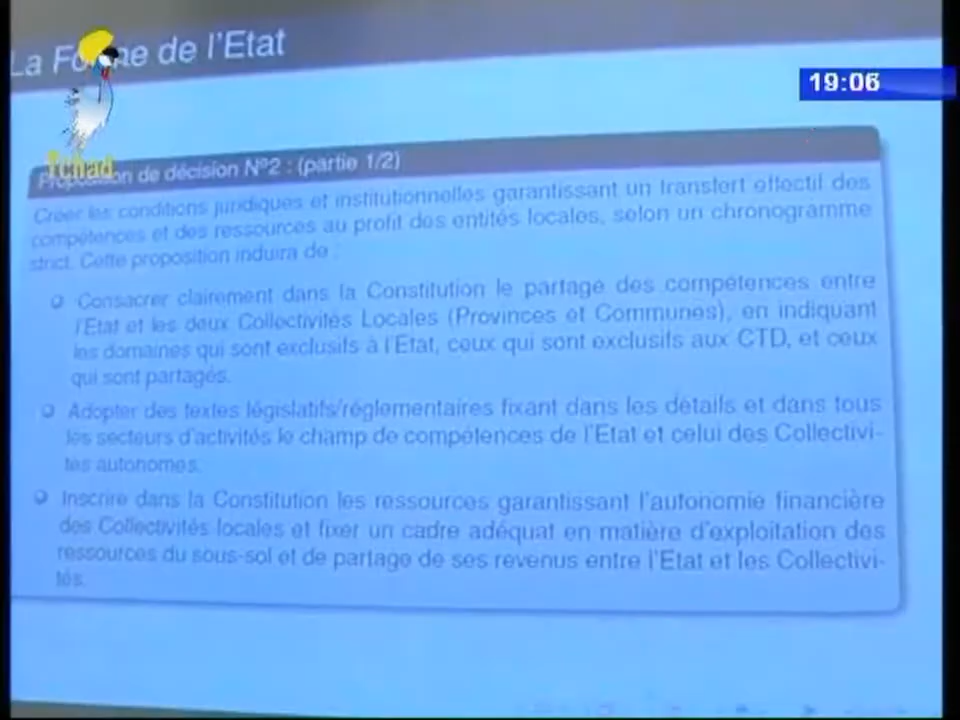 La Forme de l'Etat
19:06
Tchad
Proposition de décision N°2 : (partie 1/2)
Créer les conditions juridiques et institutionnelles garantissant un transfert effectif des
compétences et des ressources au profit des entités locales, selon un chronogramme
strict. Cette proposition induira de :
Consacrer clairement dans la Constitution le partage des compétences entre
l'Etat et les deux Collectivités Locales (Provinces et Communes), en indiquant
les domaines qui sont exclusifs à l'Etat, ceux qui sont exclusifs aux CTD, et ceux
qui sont partagés.
Adopter des textes législatifs/réglementaires fixant dans les détails et dans tous
les secteurs d'activités le champ de compétences de l'Etat et celui des Collectivi-
tés autonomes.
Inscrire dans la Constitution les ressources garantissant l'autonomie financière
des Collectivités locales et fixer un cadre adéquat en matière d'exploitation des
ressources du sous-sol et de partage de ses revenus entre l'Etat et les Collectivi-
tés.